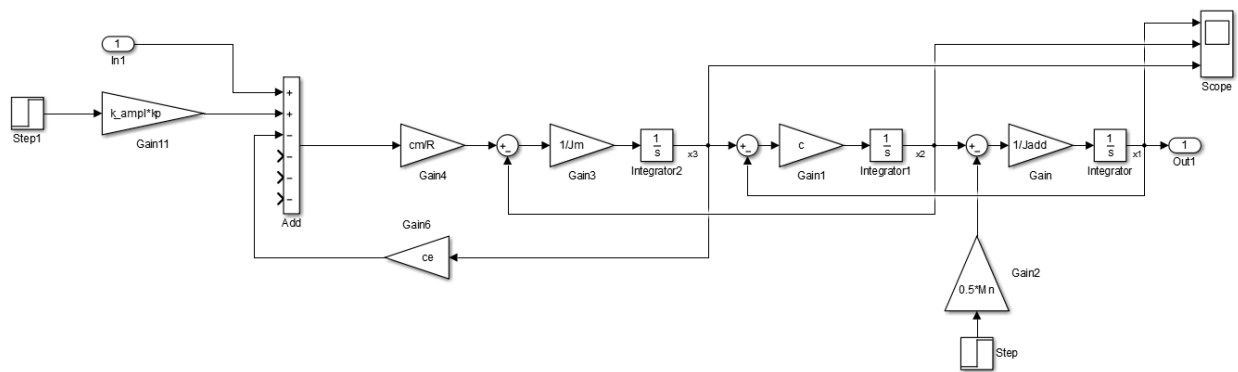 1
In1
Step1
k_ampl*kp
Gain11
+
+
−
−
−
−
Add
cm/R
Gain4
+
−
1/Jm
Gain3
1
s
Integrator2
x3
+
−
c
Gain1
1
s
Integrator1
x2
+
−
1/Jadd
Gain
1
s
Integrator
x1
1
Out1
Scope
Gain6
ce
Gain2
0.5*Mn
Step